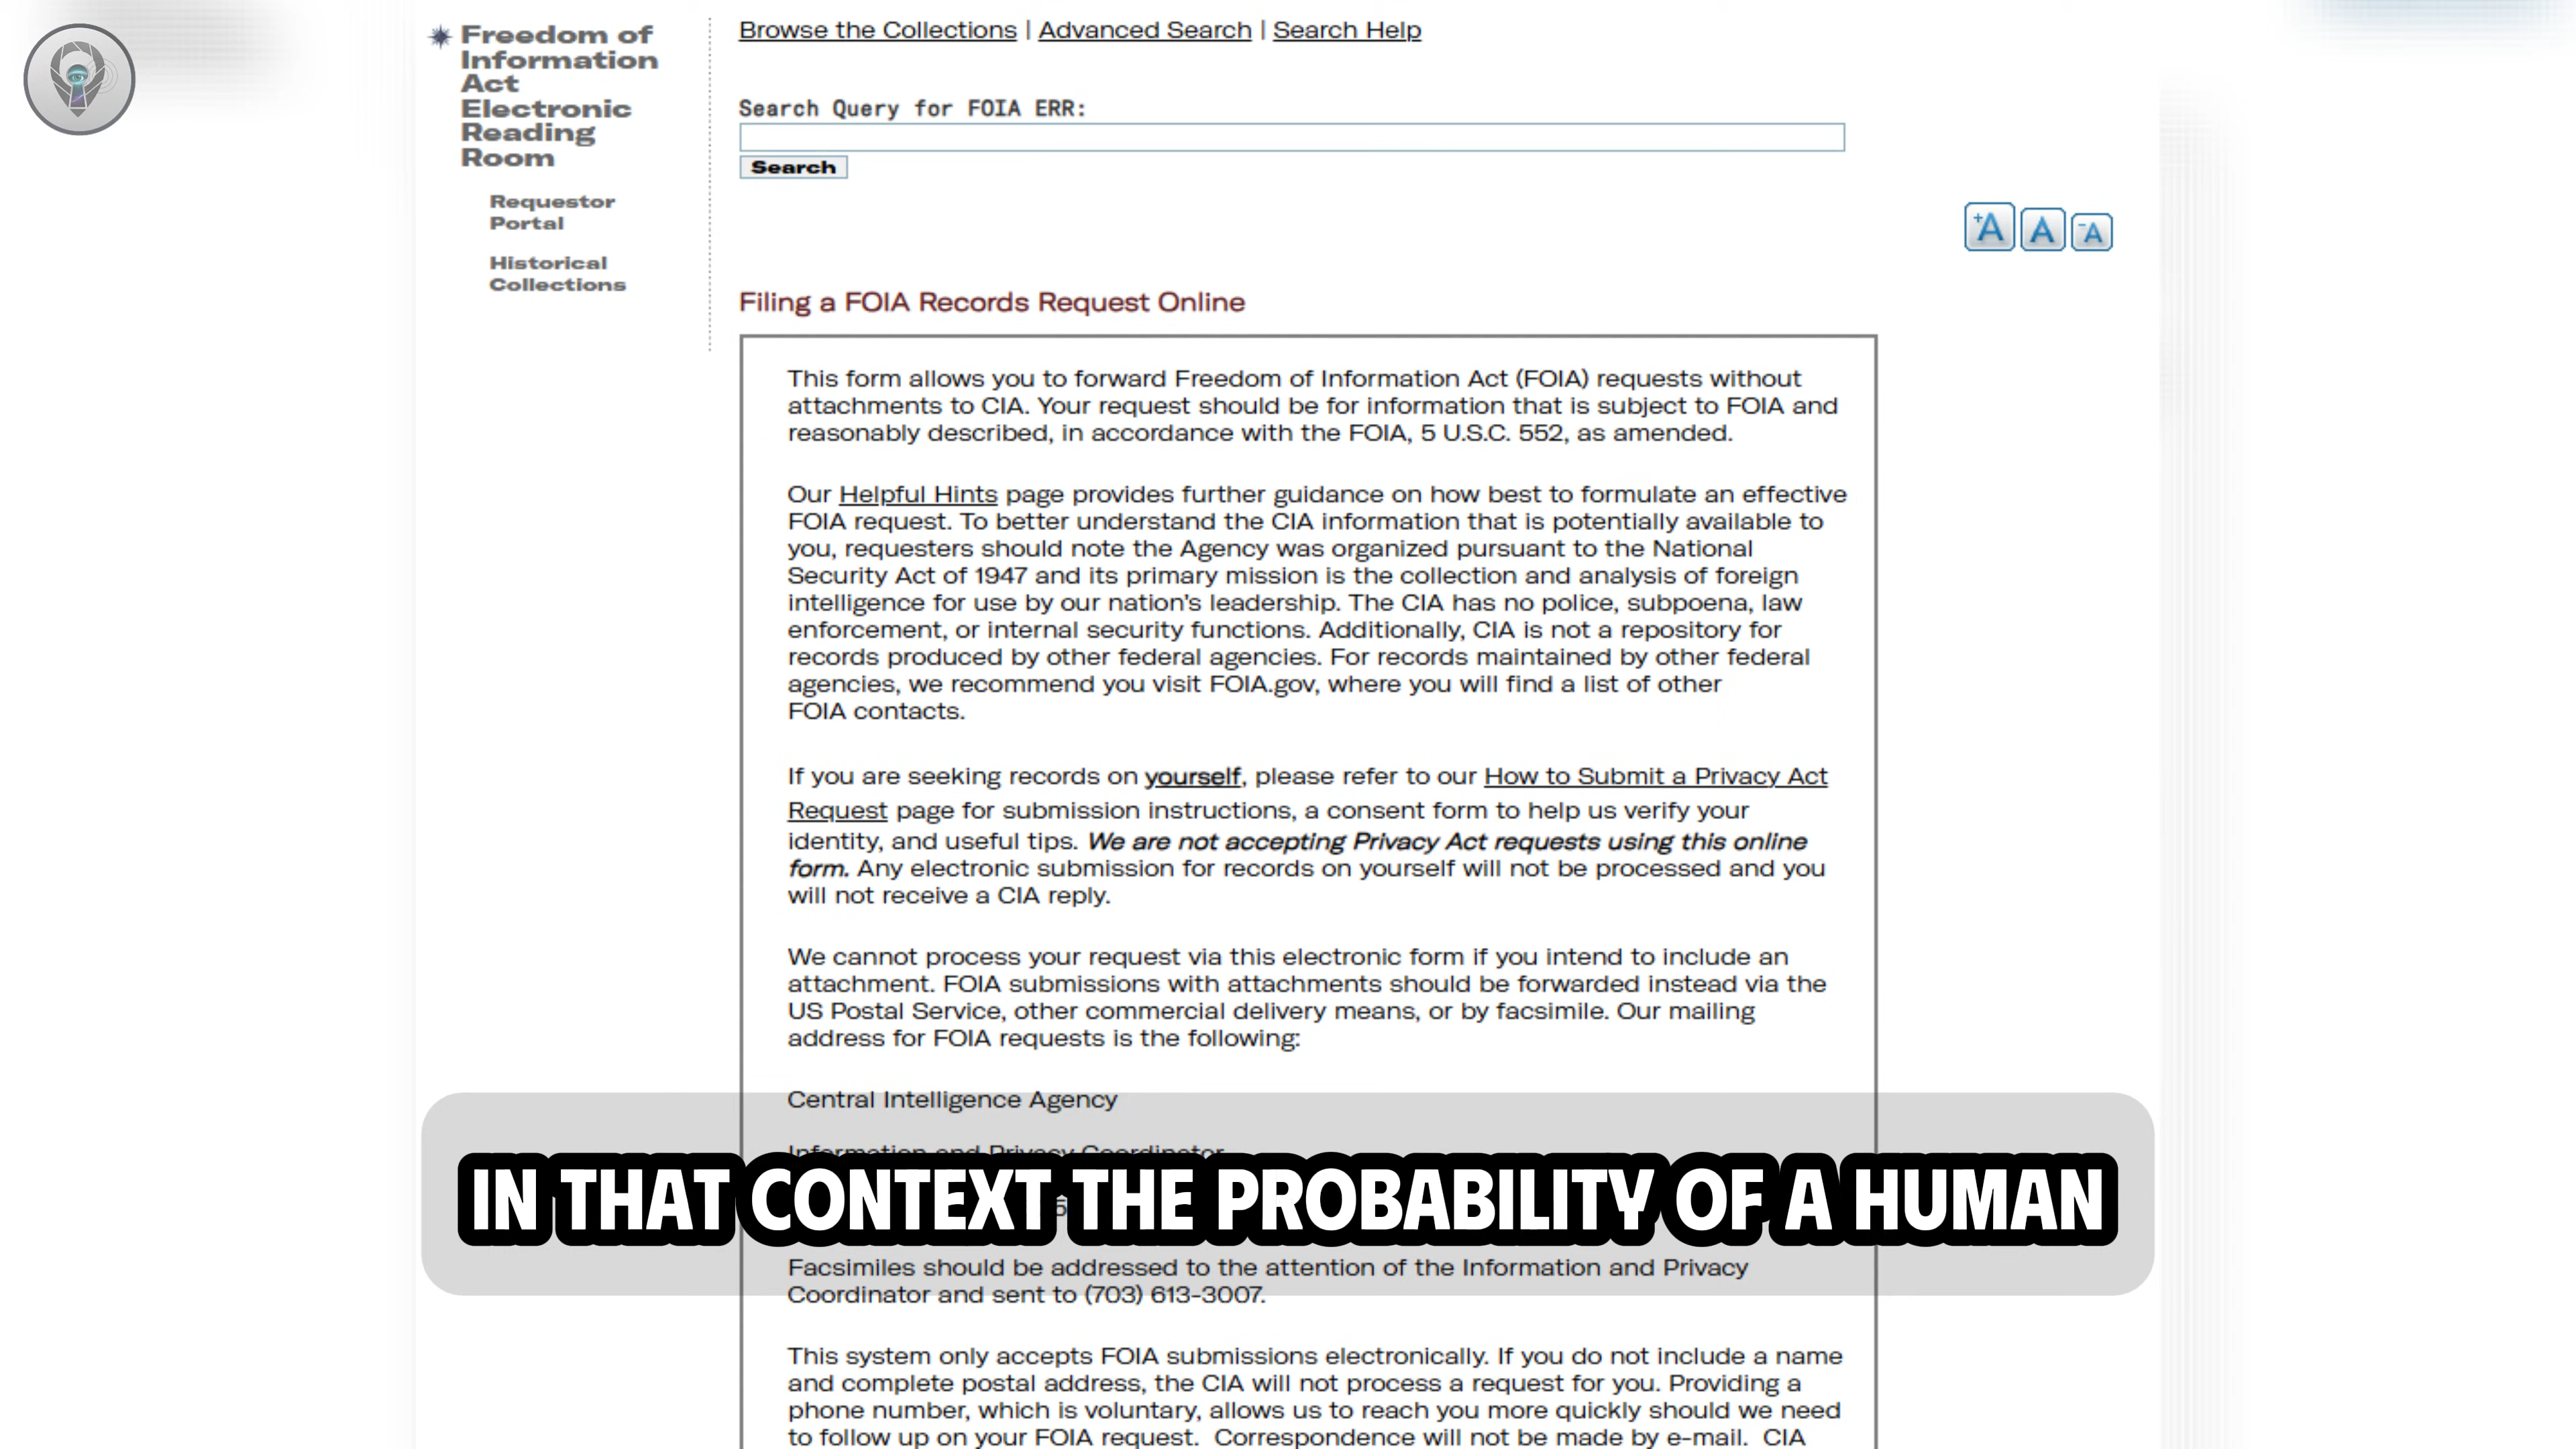 Freedom of
Information
Act
Electronic
Reading
Room
Requestor
Portal
Historical
Collections
Browse the Collections | Advanced Search | Search Help
Search Query for FOIA ERR:
Search
+A A -A
Filing a FOIA Records Request Online
This form allows you to forward Freedom of Information Act (FOIA) requests without
attachments to CIA. Your request should be for information that is subject to FOIA and
reasonably described, in accordance with the FOIA, 5 U.S.C. 552, as amended.
Our Helpful Hints page provides further guidance on how best to formulate an effective
FOIA request. To better understand the CIA information that is potentially available to
you, requesters should note the Agency was organized pursuant to the National
Security Act of 1947 and its primary mission is the collection and analysis of foreign
intelligence for use by our nation's leadership. The CIA has no police, subpoena, law
enforcement, or internal security functions. Additionally, CIA is not a repository for
records produced by other federal agencies. For records maintained by other federal
agencies, we recommend you visit FOIA.gov, where you will find a list of other
FOIA contacts.
If you are seeking records on yourself, please refer to our How to Submit a Privacy Act
Request page for submission instructions, a consent form to help us verify your
identity, and useful tips. We are not accepting Privacy Act requests using this online
form. Any electronic submission for records on yourself will not be processed and you
will not receive a CIA reply.
We cannot process your request via this electronic form if you intend to include an
attachment. FOIA submissions with attachments should be forwarded instead via the
US Postal Service, other commercial delivery means, or by facsimile. Our mailing
address for FOIA requests is the following:
Central Intelligence Agency
Information and Privacy Coordinator
IN THAT CONTEXT THE PROBABILITY OF A HUMAN
Facsimiles should be addressed to the attention of the Information and Privacy
Coordinator and sent to (703) 613-3007.
This system only accepts FOIA submissions electronically. If you do not include a name
and complete postal address, the CIA will not process a request for you. Providing a
phone number, which is voluntary, allows us to reach you more quickly should we need
to follow up on your FOIA request. Correspondence will not be made by e-mail. CIA